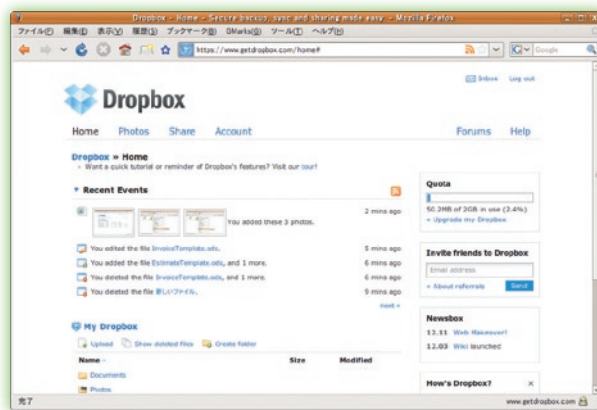 Dropbox - Home - Secure backup, sync and sharing made easy. - Mozilla Firefox
ファイル(F) 編集(E) 表示(V) 履歴(S) ブックマーク(B) GMarks(G) ツール(T) ヘルプ(H)
https://www.getdropbox.com/home#
Google
Inbox Log out
Dropbox
Home Photos Share Account Forums Help
Dropbox » Home
Want a quick tutorial or reminder of Dropbox's features? Visit our tour!
Recent Events
You added these 3 photos. 2 mins ago
You edited the file InvoiceTemplate.ods. 5 mins ago
You added the file EstimateTemplate.ods, and 1 more. 6 mins ago
You deleted the file InvoiceTemplate.ods, and 1 more. 6 mins ago
You deleted the file 新しいファイル. 9 mins ago
next »
My Dropbox
Upload Show deleted files Create folder
Name Size Modified
Documents
Photos
Quota
50.2MB of 2GB in use (2.4%)
» Upgrade my Dropbox
Invite friends to Dropbox
Email address
» About referrals Send
Newsbox
12.11 Web Makeover!
12.03 Wiki launched
How's Dropbox? ×
完了 www.getdropbox.com